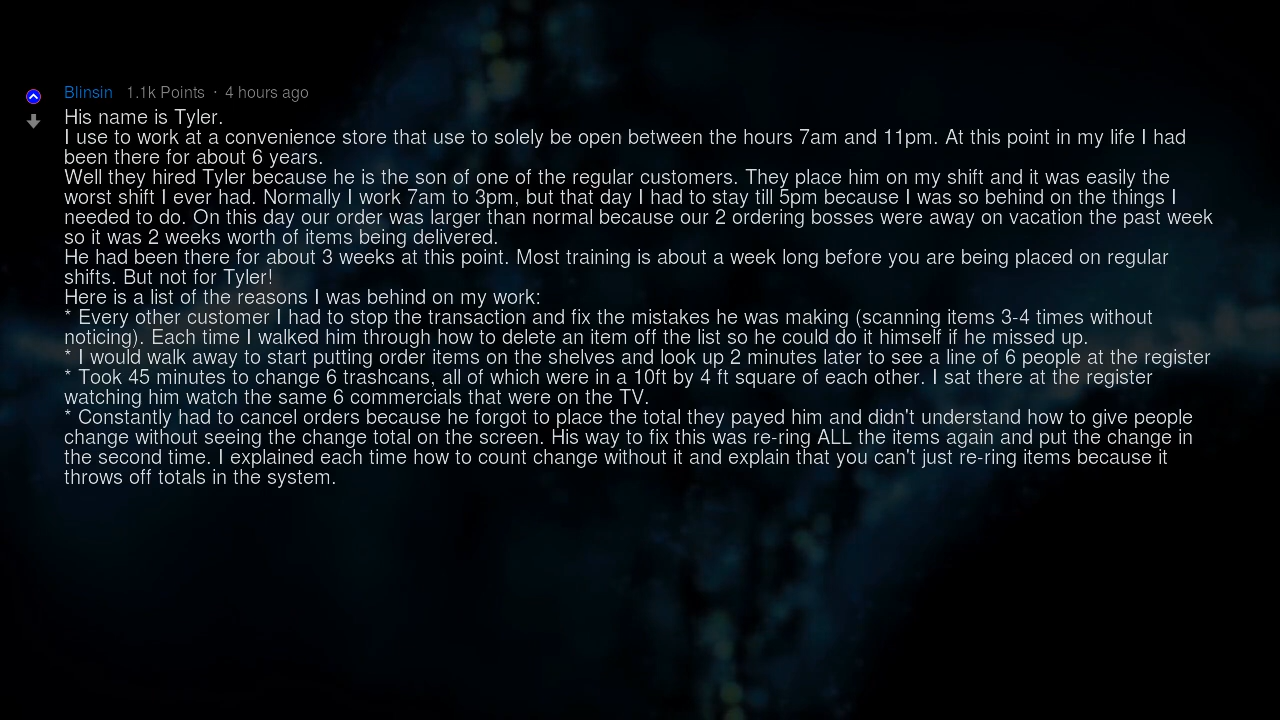 Blinsin 1.1k Points · 4 hours ago
His name is Tyler.
I use to work at a convenience store that use to solely be open between the hours 7am and 11pm. At this point in my life I had
been there for about 6 years.
Well they hired Tyler because he is the son of one of the regular customers. They place him on my shift and it was easily the
worst shift I ever had. Normally I work 7am to 3pm, but that day I had to stay till 5pm because I was so behind on the things I
needed to do. On this day our order was larger than normal because our 2 ordering bosses were away on vacation the past week
so it was 2 weeks worth of items being delivered.
He had been there for about 3 weeks at this point. Most training is about a week long before you are being placed on regular
shifts. But not for Tyler!
Here is a list of the reasons I was behind on my work:
* Every other customer I had to stop the transaction and fix the mistakes he was making (scanning items 3-4 times without
noticing). Each time I walked him through how to delete an item off the list so he could do it himself if he missed up.
* I would walk away to start putting order items on the shelves and look up 2 minutes later to see a line of 6 people at the register
* Took 45 minutes to change 6 trashcans, all of which were in a 10ft by 4 ft square of each other. I sat there at the register
watching him watch the same 6 commercials that were on the TV.
* Constantly had to cancel orders because he forgot to place the total they payed him and didn't understand how to give people
change without seeing the change total on the screen. His way to fix this was re-ring ALL the items again and put the change in
the second time. I explained each time how to count change without it and explain that you can't just re-ring items because it
throws off totals in the system.